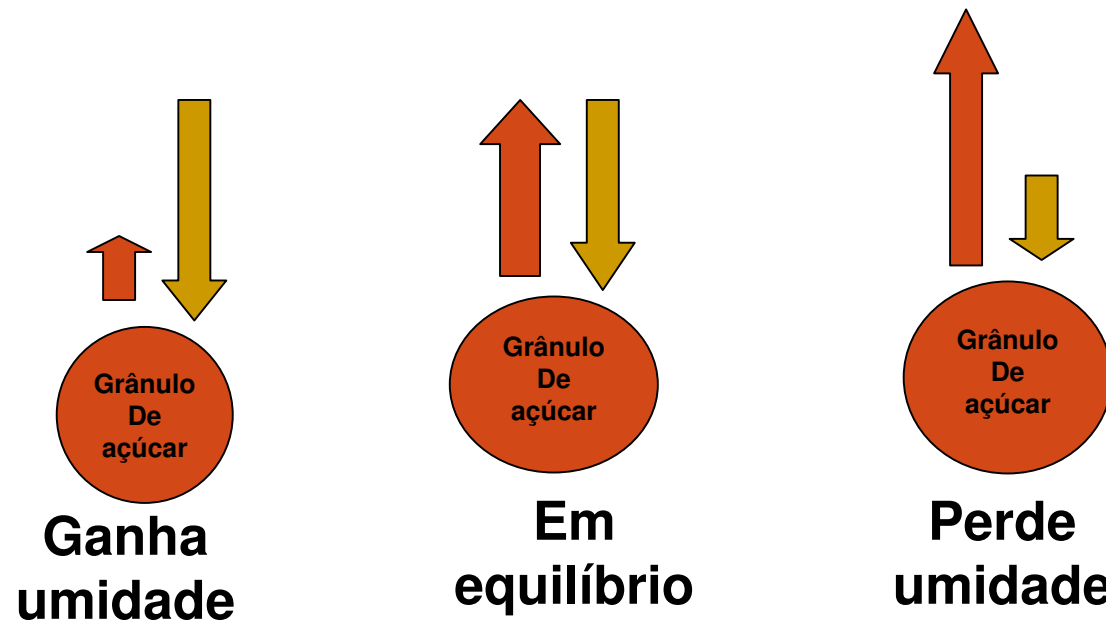 Grânulo
De
açúcar
Ganha
umidade
Grânulo
De
açúcar
Em
equilíbrio
Grânulo
De
açúcar
Perde
umidade